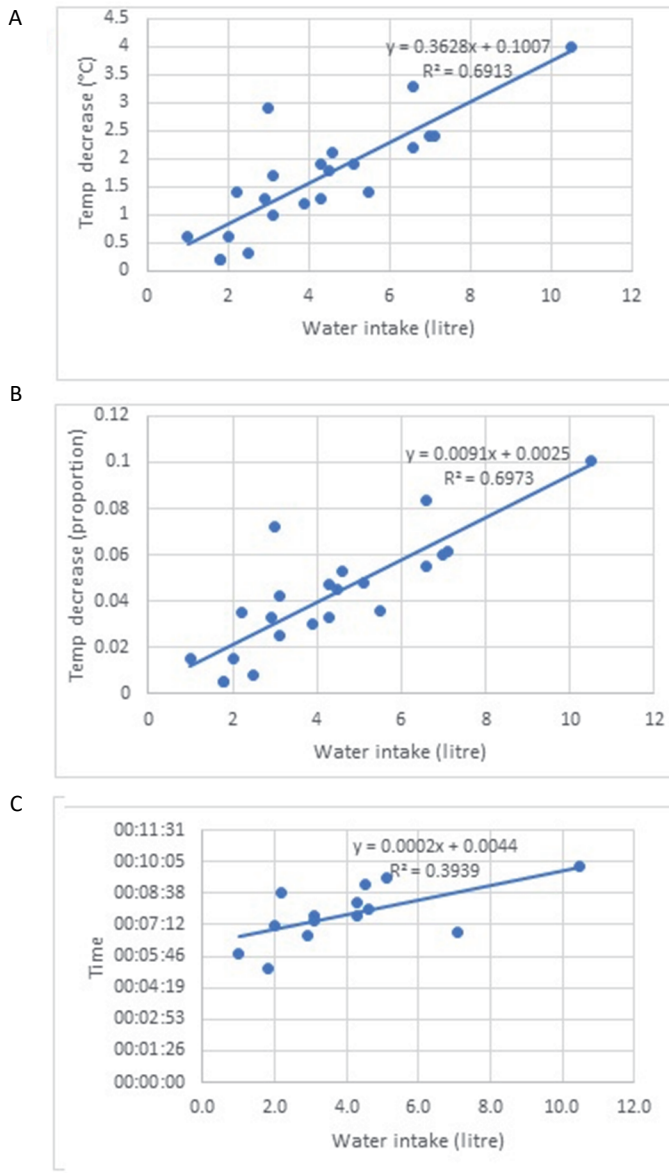 A
y = 0.3628x + 0.1007
R² = 0.6913
Temp decrease (°C)
4.5
4
3.5
3
2.5
2
1.5
1
0.5
0
0 2 4 6 8 10 12
Water intake (litre)
B
y = 0.0091x + 0.0025
R² = 0.6973
Temp decrease (proportion)
0.12
0.1
0.08
0.06
0.04
0.02
0
0 2 4 6 8 10 12
Water intake (litre)
C
y = 0.0002x + 0.0044
R² = 0.3939
Time
00:11:31
00:10:05
00:08:38
00:07:12
00:05:46
00:04:19
00:02:53
00:01:26
00:00:00
0.0 2.0 4.0 6.0 8.0 10.0 12.0
Water intake (litre)